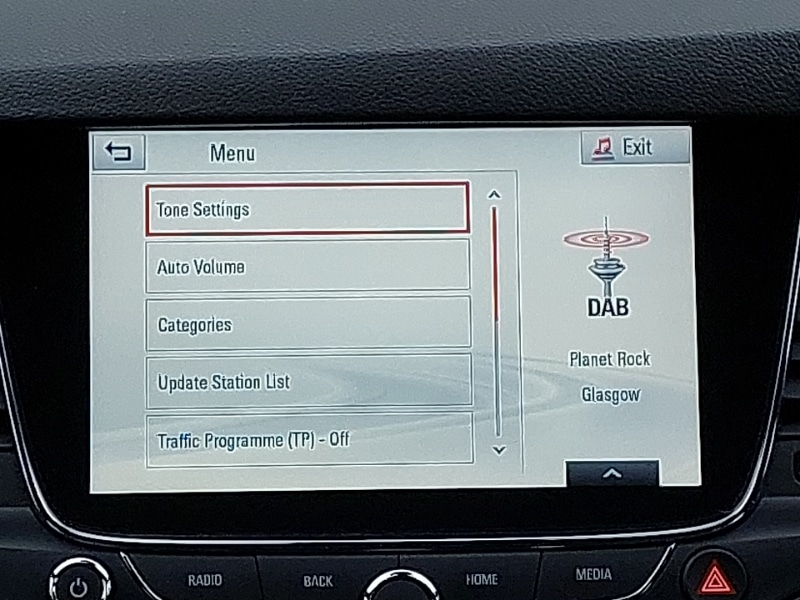 Menu
Exit
Tone Settings
Auto Volume
Categories
Update Station List
Traffic Programme (TP) - Off
DAB
Planet Rock
Glasgow
RADIO
BACK
HOME
MEDIA